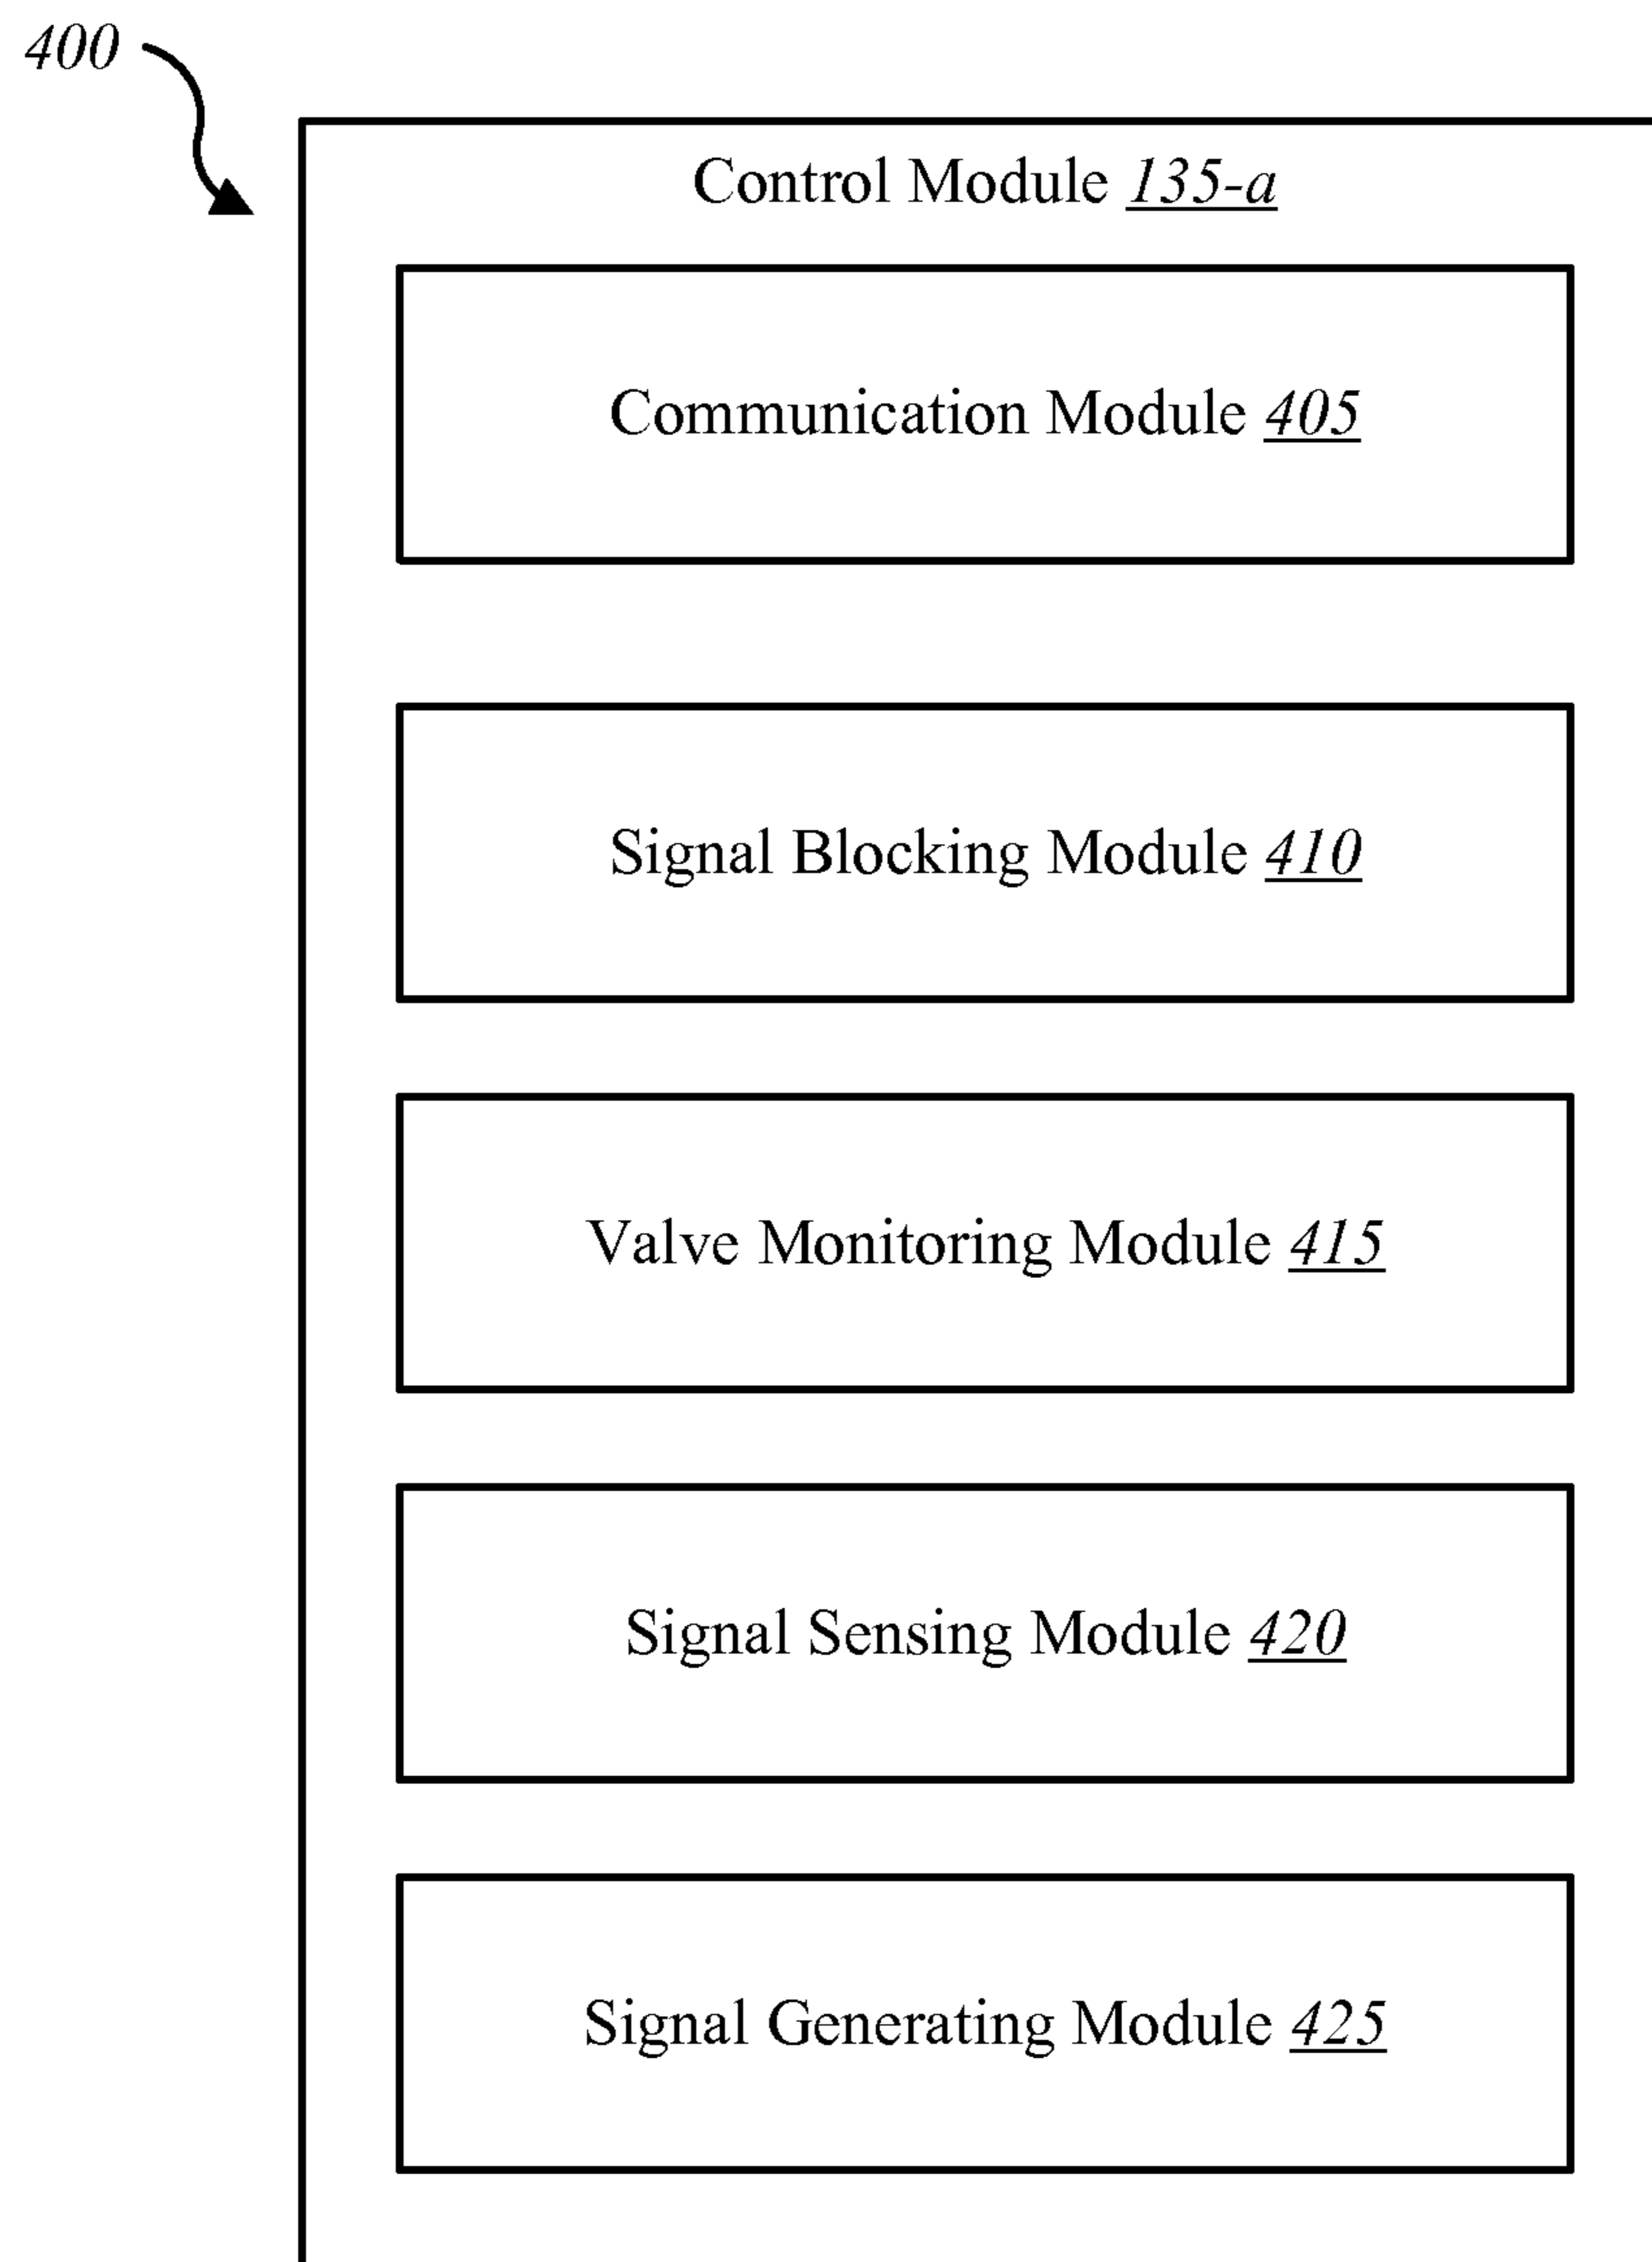 400
Control Module 135-a
Communication Module 405
Signal Blocking Module 410
Valve Monitoring Module 415
Signal Sensing Module 420
Signal Generating Module 425